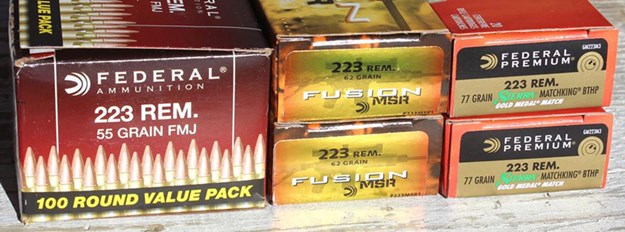 VALUE PACK
FEDERAL
AMMUNITION
223 REM.
55 GRAIN FMJ
100 ROUND VALUE PACK
223 REM.
62 GRAIN
FUSION
MSR
223 REM.
62 GRAIN
FUSION
MSR
GM223M3
FEDERAL
PREMIUM
223 REM.
77 GRAIN SIERRA MATCHKING BTHP
GOLD MEDAL MATCH
GM223M3
FEDERAL
PREMIUM
223 REM.
77 GRAIN SIERRA MATCHKING BTHP
GOLD MEDAL MATCH